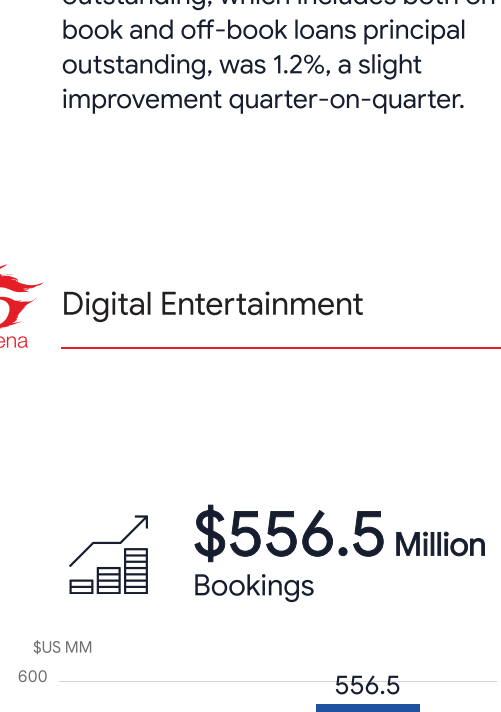 book and off-book loans principal
outstanding, was 1.2%, a slight
improvement quarter-on-quarter.
Digital Entertainment
$556.5 Million
Bookings
$US MM
600
556.5